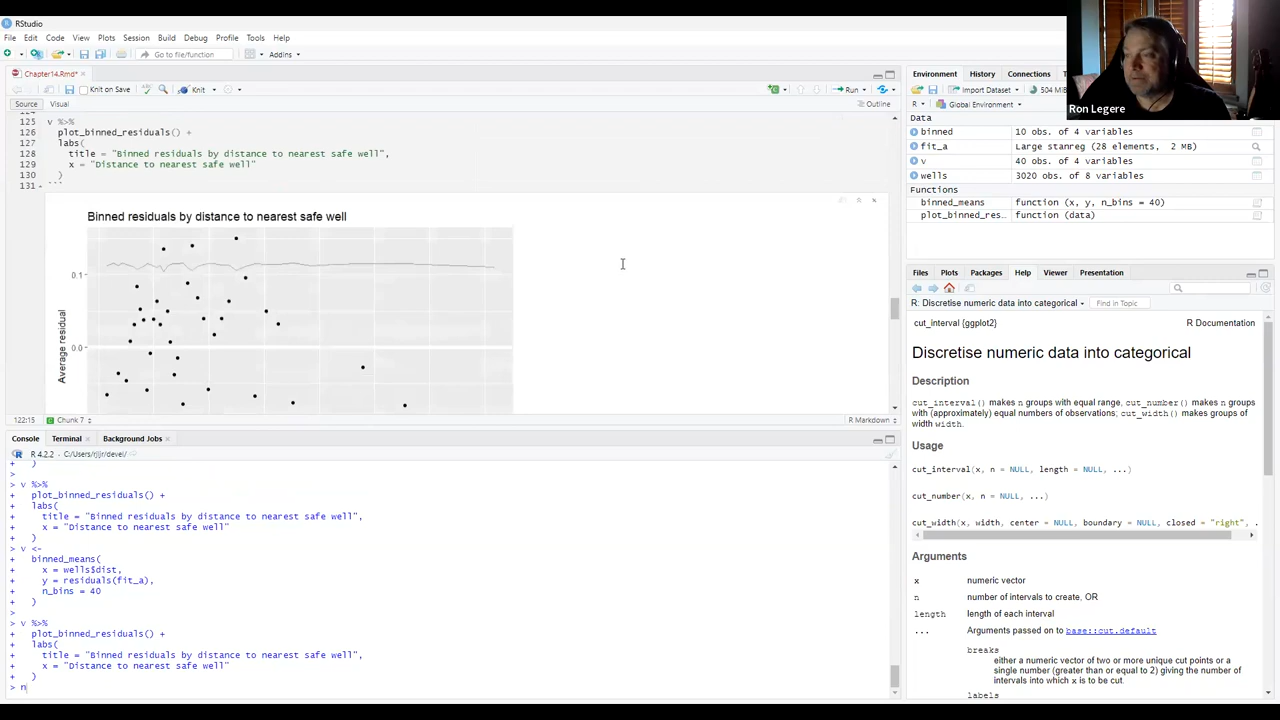 RStudio
File Edit Code View Plots Session Build Debug Profile Tools Help
Go to file/function Addins
Chapter14.Rmd*
Knit on Save Knit Run
Source Visual Outline
125 v %>%
126 plot_binned_residuals() +
127 labs(
128 title = "Binned residuals by distance to nearest safe well",
129 x = "Distance to nearest safe well"
130 )
131 ```
Binned residuals by distance to nearest safe well
0.1
0.0
Average residual
122:15 Chunk 7 R Markdown
Console Terminal Background Jobs
R 4.2.2 · C:/Users/rjljr/devel/
+ )
>
> v %>%
+ plot_binned_residuals() +
+ labs(
+ title = "Binned residuals by distance to nearest safe well",
+ x = "Distance to nearest safe well"
+ )
> v <-
+ binned_means(
+ x = wells$dist,
+ y = residuals(fit_a),
+ n_bins = 40
+ )
>
> v %>%
+ plot_binned_residuals() +
+ labs(
+ title = "Binned residuals by distance to nearest safe well",
+ x = "Distance to nearest safe well"
+ )
> n
Environment History Connections
Import Dataset 504 MiB
R Global Environment
Data
binned 10 obs. of 4 variables
fit_a Large stanreg (28 elements, 2 MB)
v 40 obs. of 4 variables
wells 3020 obs. of 8 variables
Functions
binned_means function (x, y, n_bins = 40)
plot_binned_res… function (data)
Ron Legere
Files Plots Packages Help Viewer Presentation
R: Discretise numeric data into categorical Find in Topic
cut_interval {ggplot2} R Documentation
Discretise numeric data into categorical
Description
cut_interval() makes n groups with equal range, cut_number() makes n groups
with (approximately) equal numbers of observations; cut_width() makes groups of
width width.
Usage
cut_interval(x, n = NULL, length = NULL, ...)
cut_number(x, n = NULL, ...)
cut_width(x, width, center = NULL, boundary = NULL, closed = "right",
Arguments
x numeric vector
n number of intervals to create, OR
length length of each interval
... Arguments passed on to base::cut.default
breaks
either a numeric vector of two or more unique cut points or a
single number (greater than or equal to 2) giving the number of
intervals into which x is to be cut.
labels